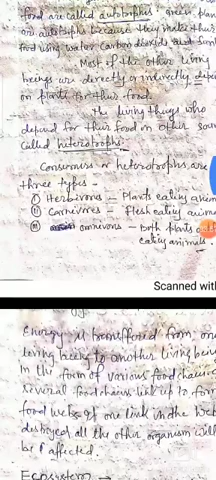 food are called autotrophs. green plan
are autotrophs because they make their
food using water carbon dioxide and sunl
Most of the other living
beings are directly or indirectly depe
on plants for their food.
The living things who
depend for their food on other sou
called heterotrophs.
Consumers or heterotrophs are
three types -
(I) Herbivores - Plants eating anim
(II) Carnivores - Flesh eating anima
(III) omnivores - Both plants
eating animals.
Scanned with
Energy is transferred from one
living beings to another living bein
In the form of various food chains
several food chains link up to form
food webs if one link in the web
destroyed all the other organism will
be affected.
Ecosystem →